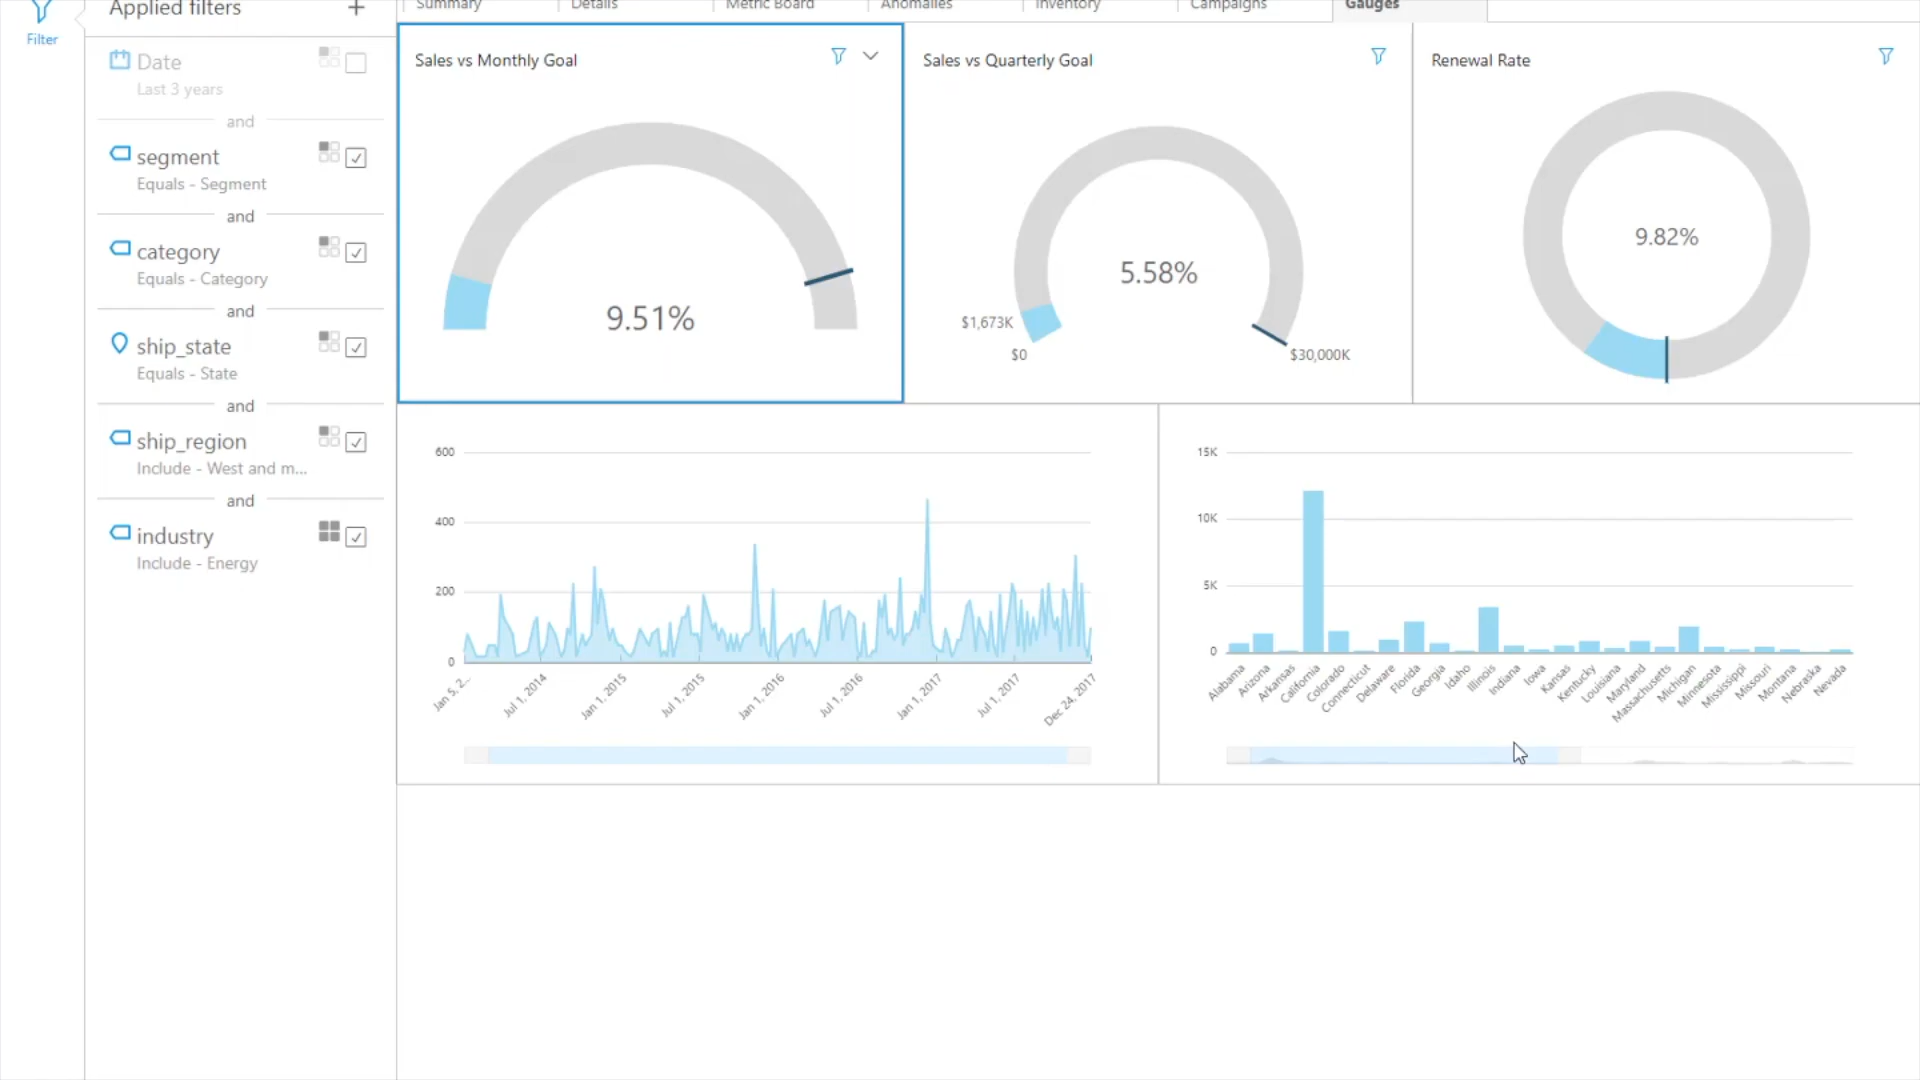 Filter
Applied filters
Date
Last 3 years
and
segment
Equals - Segment
and
category
Equals - Category
and
ship_state
Equals - State
and
ship_region
Include - West and m...
and
industry
Include - Energy
Summary
Details
Metric Board
Anomalies
Inventory
Campaigns
Gauges
Sales vs Monthly Goal
9.51%
Sales vs Quarterly Goal
5.58%
$1,673K
$0
$30,000K
Renewal Rate
9.82%
600
400
200
0
Jan 5, 2...
Jul 1, 2014
Jan 1, 2015
Jul 1, 2015
Jan 1, 2016
Jul 1, 2016
Jan 1, 2017
Jul 1, 2017
Dec 24, 2017
15K
10K
5K
0
Alabama
Arizona
Arkansas
California
Colorado
Connecticut
Delaware
Florida
Georgia
Idaho
Illinois
Indiana
Iowa
Kansas
Kentucky
Louisiana
Maryland
Massachusetts
Michigan
Minnesota
Mississippi
Missouri
Montana
Nebraska
Nevada